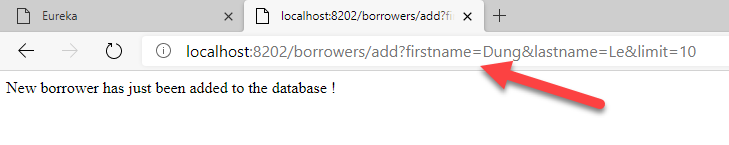 Eureka
localhost:8202/borrowers/add?fi
localhost:8202/borrowers/add?firstname=Dung&lastname=Le&limit=10
New borrower has just been added to the database !